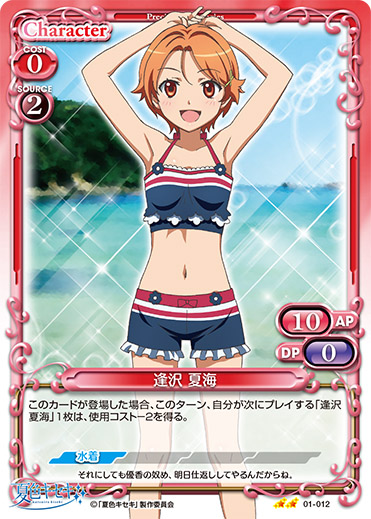 Character
COST
0
SOURCE
2
10 AP
DP 0
逢沢 夏海
このカードが登場した場合、このターン、自分が次にプレイする「逢沢
夏海」1枚は、使用コスト−2を得る。
水着
それにしても優香の奴め、明日仕返ししてやるんだからね。
夏色キセキ
©「夏色キセキ」製作委員会
01-012